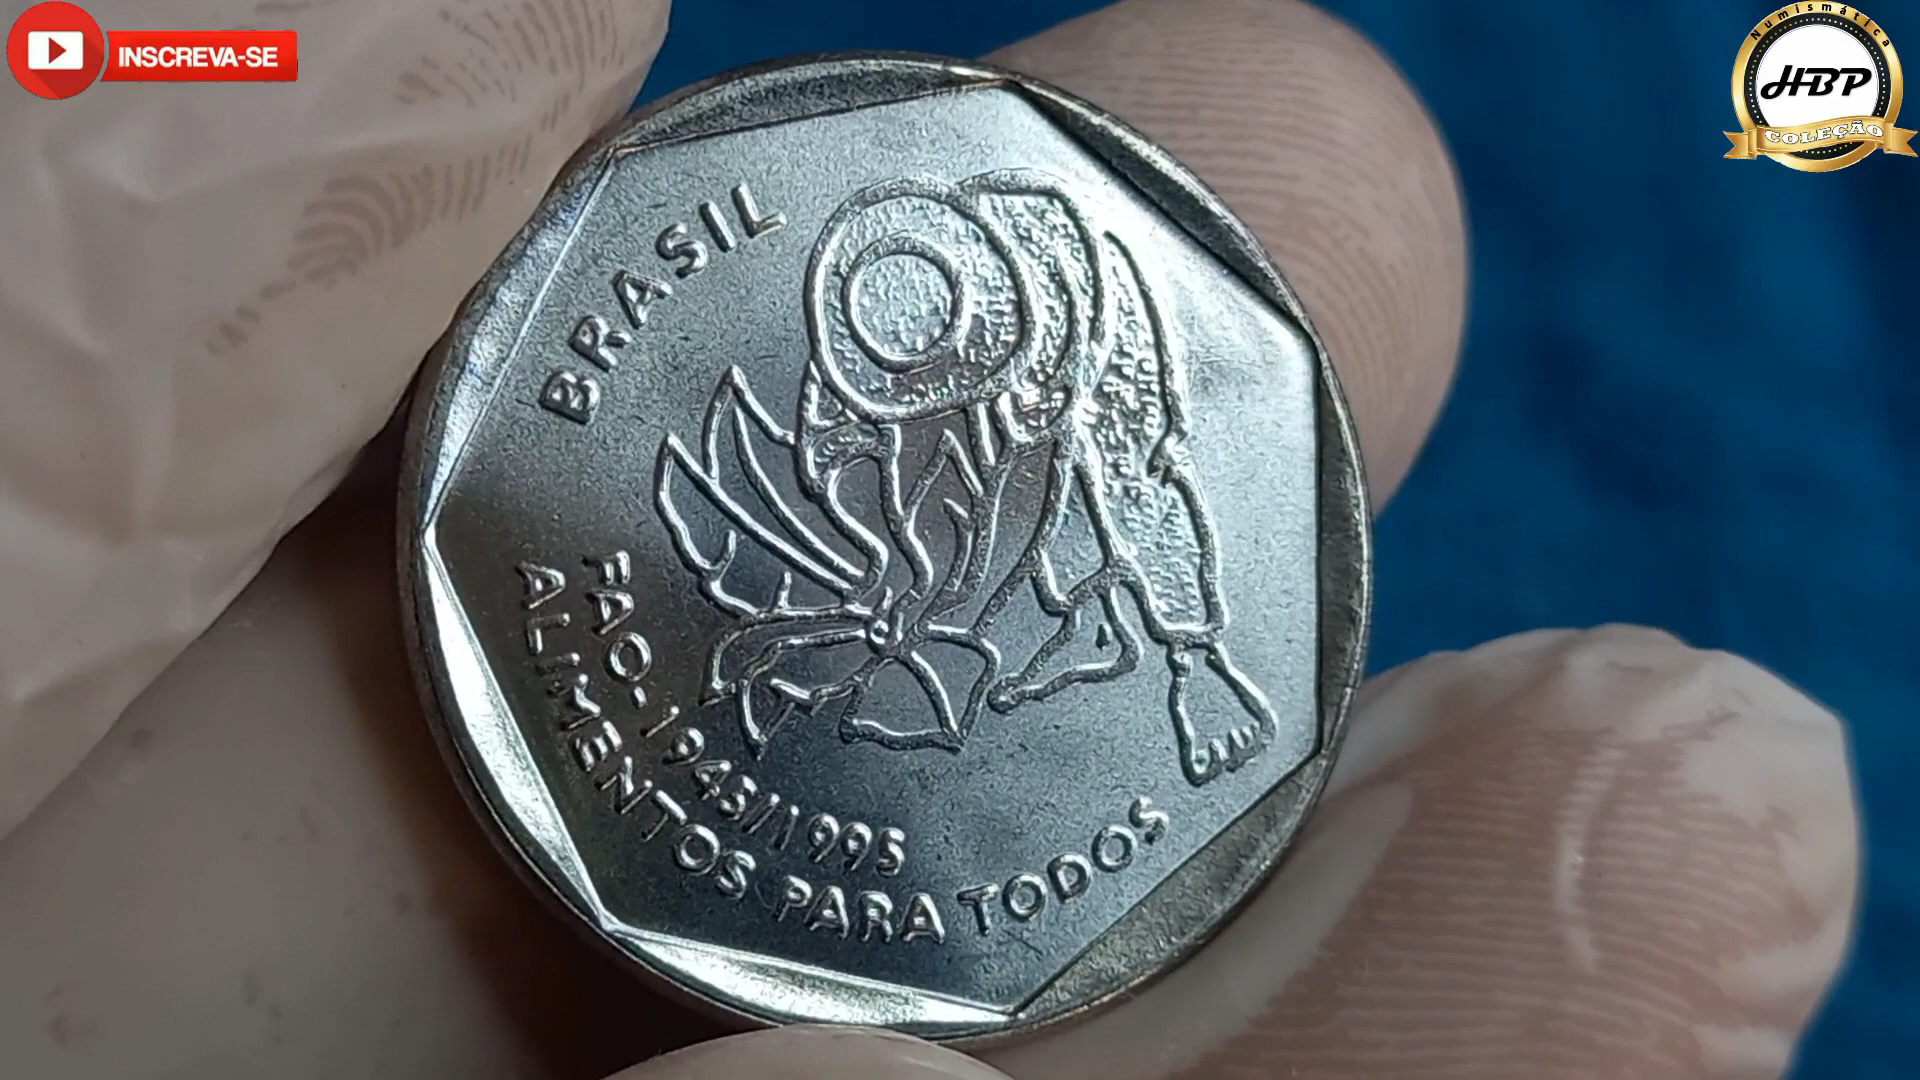 INSCREVA-SE
Numismática
HBP
COLEÇÃO
BRASIL
FAO-1945/1995
ALIMENTOS PARA TODOS